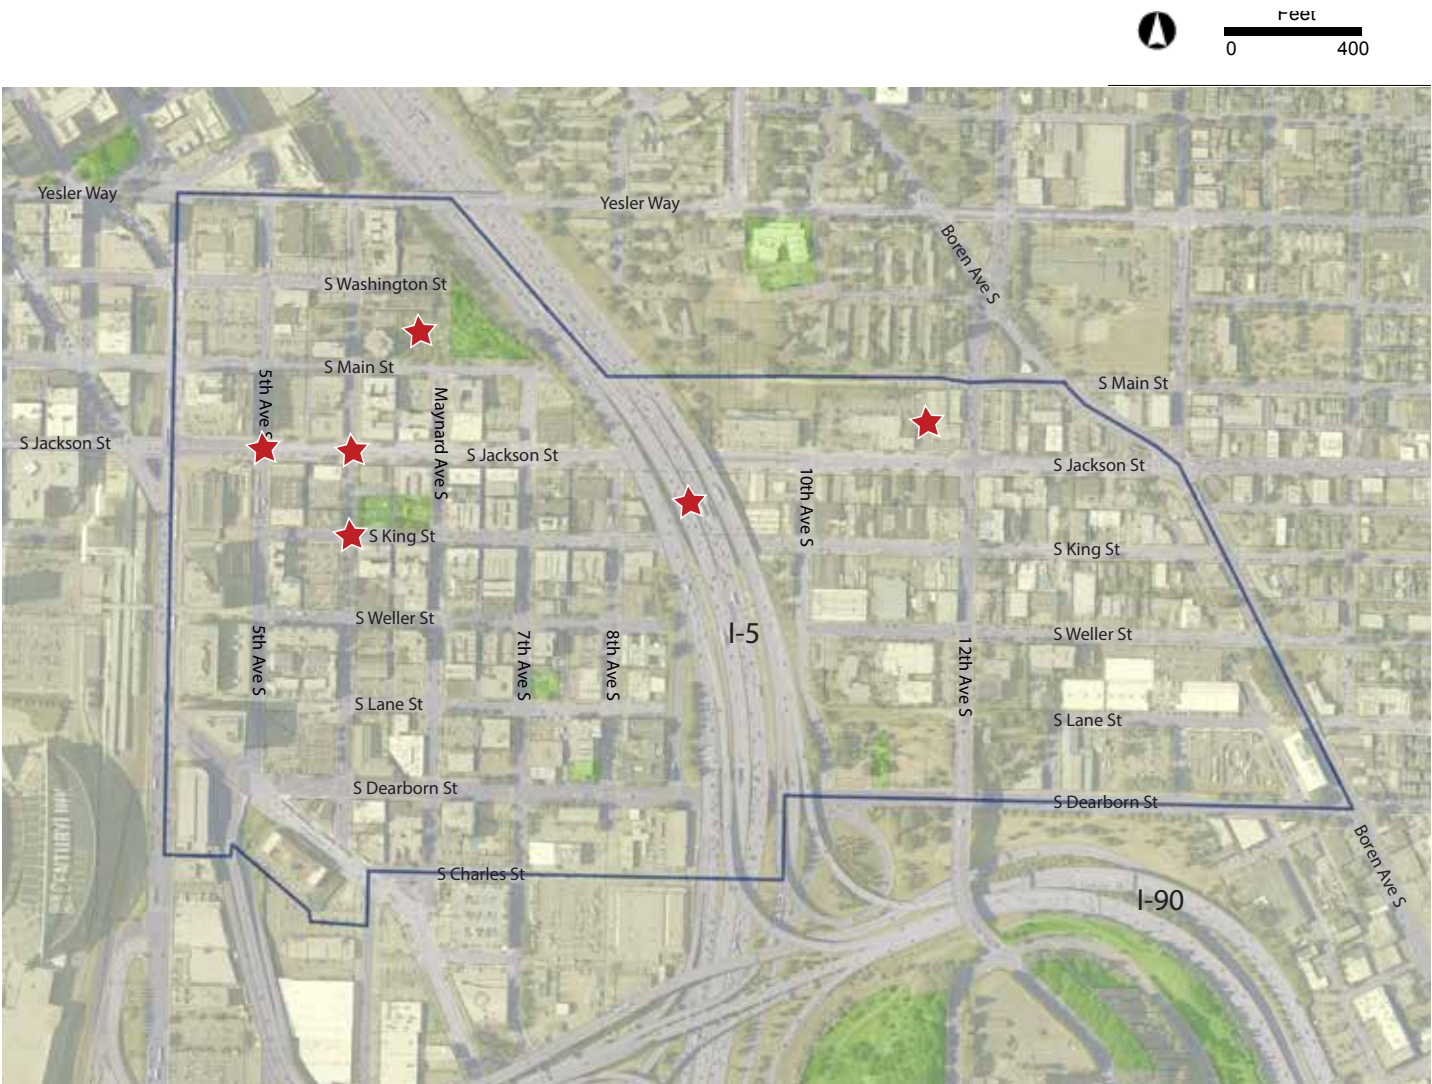 Feet
0 400
Yesler Way
Yesler Way
Boren Ave S
S Washington St
S Main St
5th Ave S
Maynard Ave S
S Main St
S Jackson St
S Jackson St
S Jackson St
10th Ave S
S King St
S King St
S Weller St
I-5
S Weller St
5th Ave S
7th Ave S
8th Ave S
12th Ave S
S Lane St
S Lane St
S Dearborn St
S Dearborn St
CENTURYLINK
Boren Ave S
S Charles St
I-90